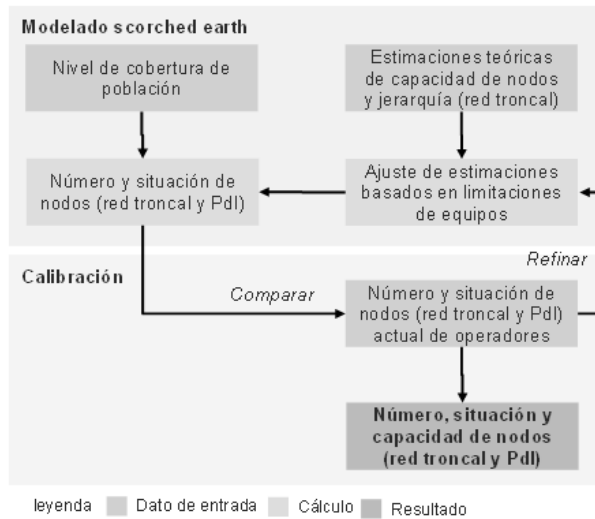 Modelado scorched earth
Nivel de cobertura de
población
Estimaciones teóricas
de capacidad de nodos
y jerarquía (red troncal)
Número y situación de
nodos (red troncal y PdI)
Ajuste de estimaciones
basados en limitaciones
de equipos
Calibración
Refinar
Comparar
Número y situación de
nodos (red troncal y PdI)
actual de operadores
Número, situación y
capacidad de nodos
(red troncal y PdI)
leyenda Dato de entrada Cálculo Resultado